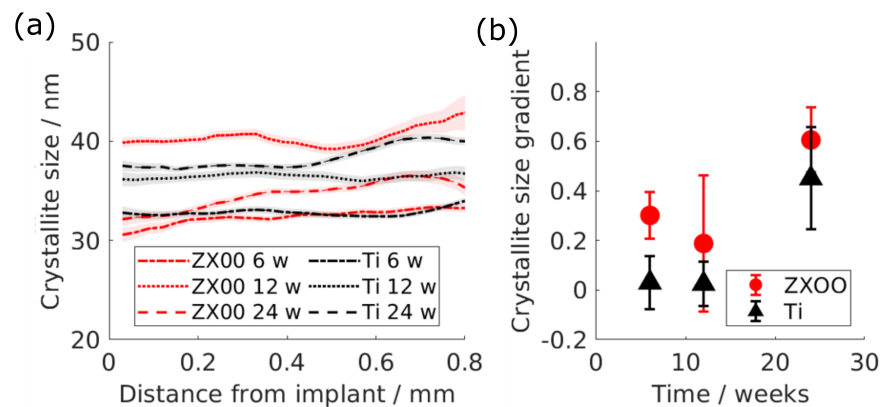 (a)
Crystallite size / nm
50
40
30
20
ZX00 6 w
ZX00 12 w
ZX00 24 w
Ti 6 w
Ti 12 w
Ti 24 w
0
0.2
0.4
0.6
0.8
Distance from implant / mm
(b)
Crystallite size gradient
0.8
0.6
0.4
0.2
0
-0.2
ZXOO
Ti
0
10
20
30
Time / weeks